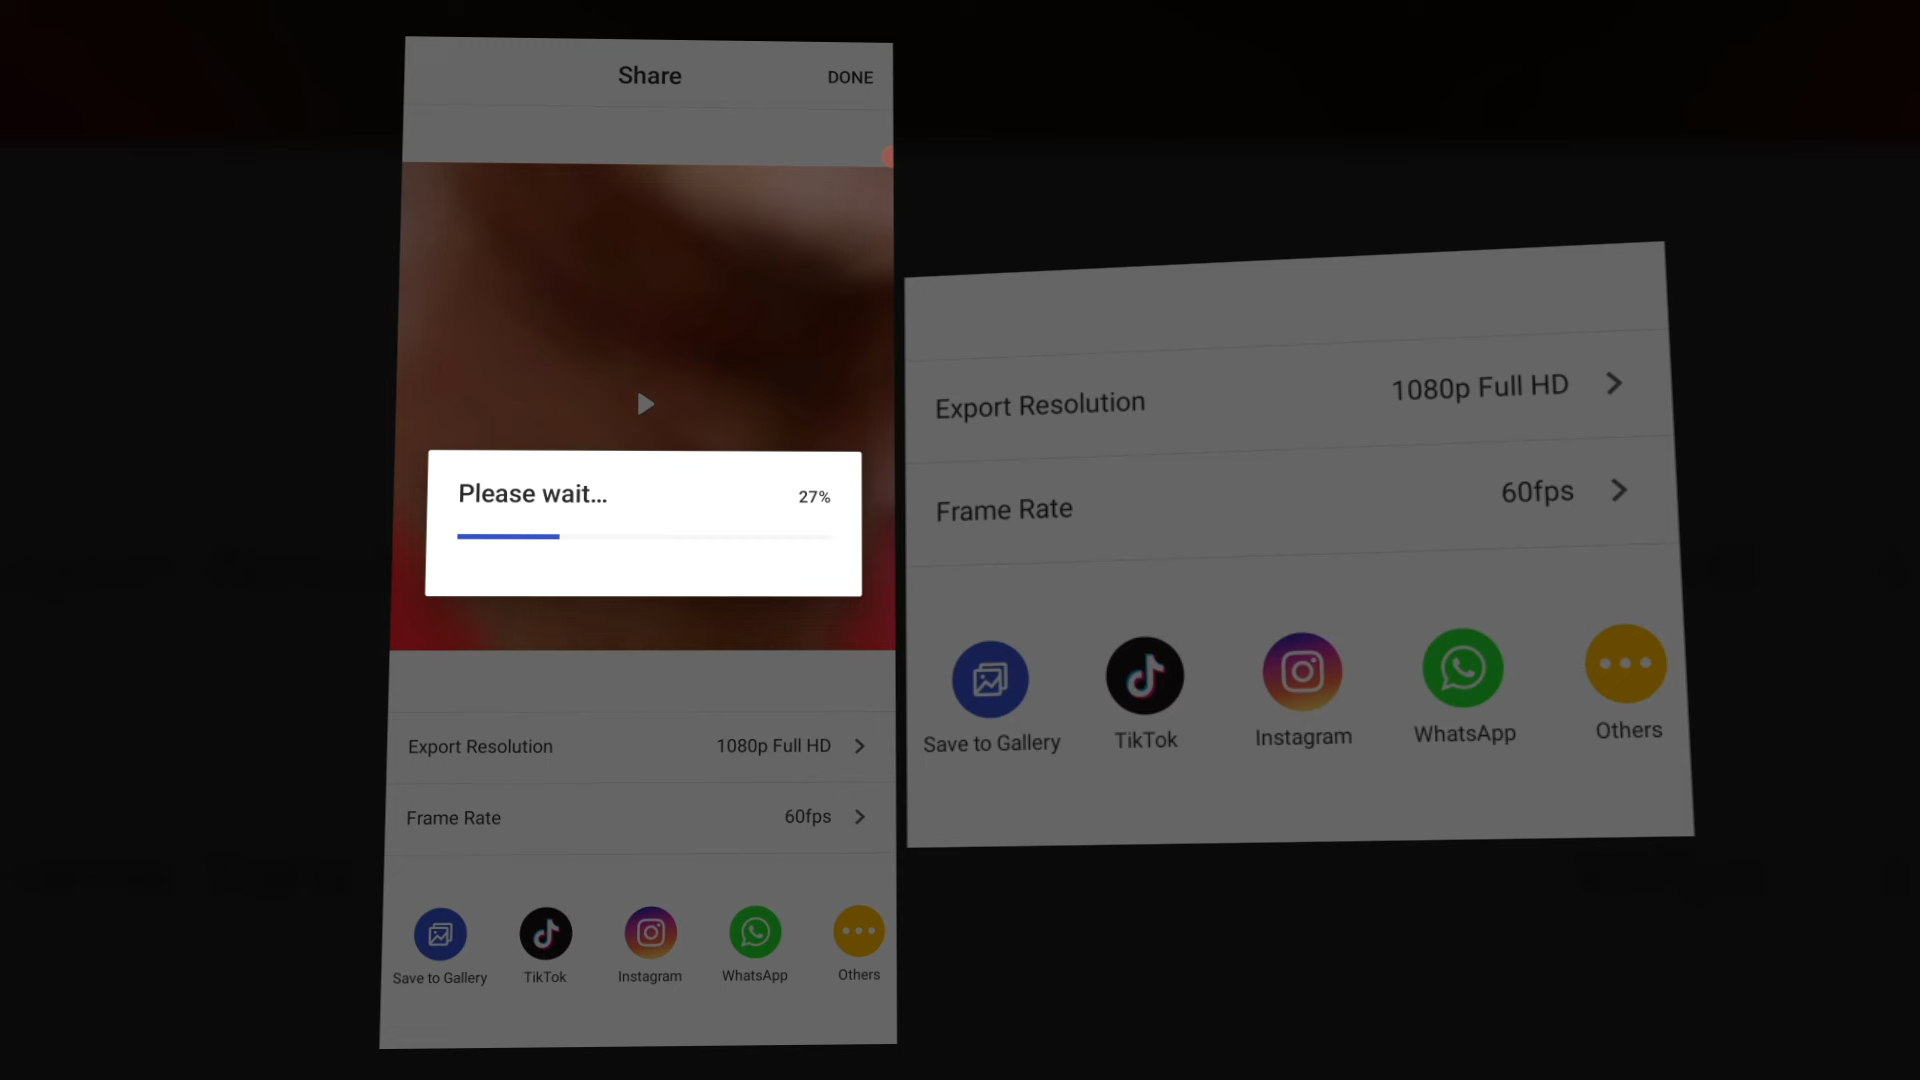 Share
DONE
Please wait...
27%
Export Resolution
1080p Full HD
Frame Rate
60fps
Save to Gallery
TikTok
Instagram
WhatsApp
Others
Export Resolution
1080p Full HD
Frame Rate
60fps
Save to Gallery
TikTok
Instagram
WhatsApp
Others